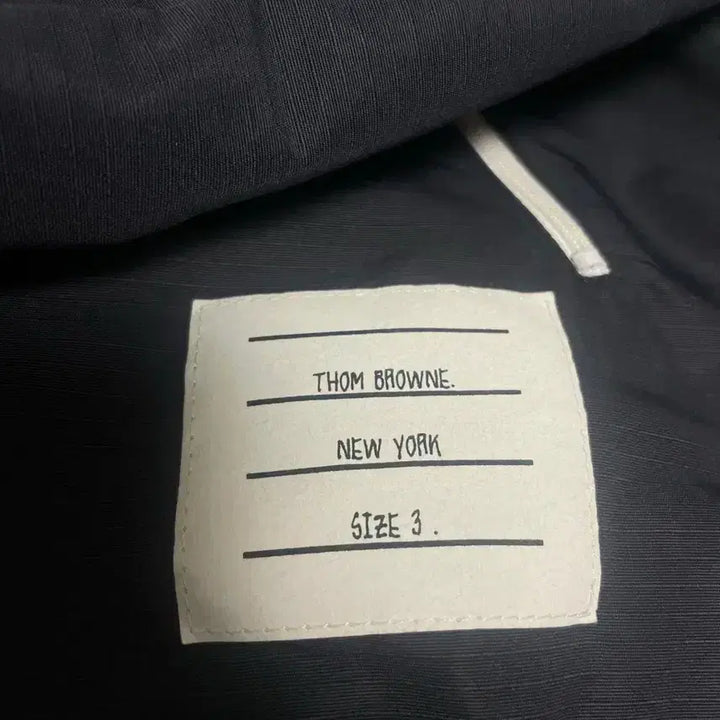 THOM BROWNE.
NEW YORK
SIZE 3 .